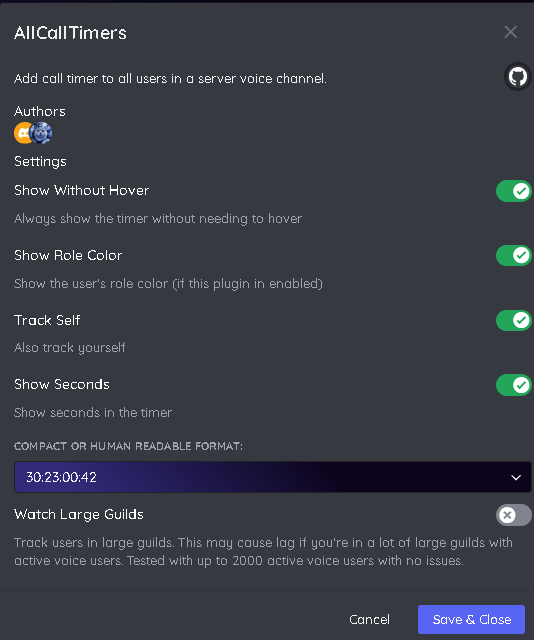 AllCallTimers
Add call timer to all users in a server voice channel.
Authors
Settings
Show Without Hover
Always show the timer without needing to hover
Show Role Color
Show the user's role color (if this plugin in enabled)
Track Self
Also track yourself
Show Seconds
Show seconds in the timer
COMPACT OR HUMAN READABLE FORMAT:
30:23:00:42
Watch Large Guilds
Track users in large guilds. This may cause lag if you're in a lot of large guilds with
active voice users. Tested with up to 2000 active voice users with no issues.
Cancel
Save & Close